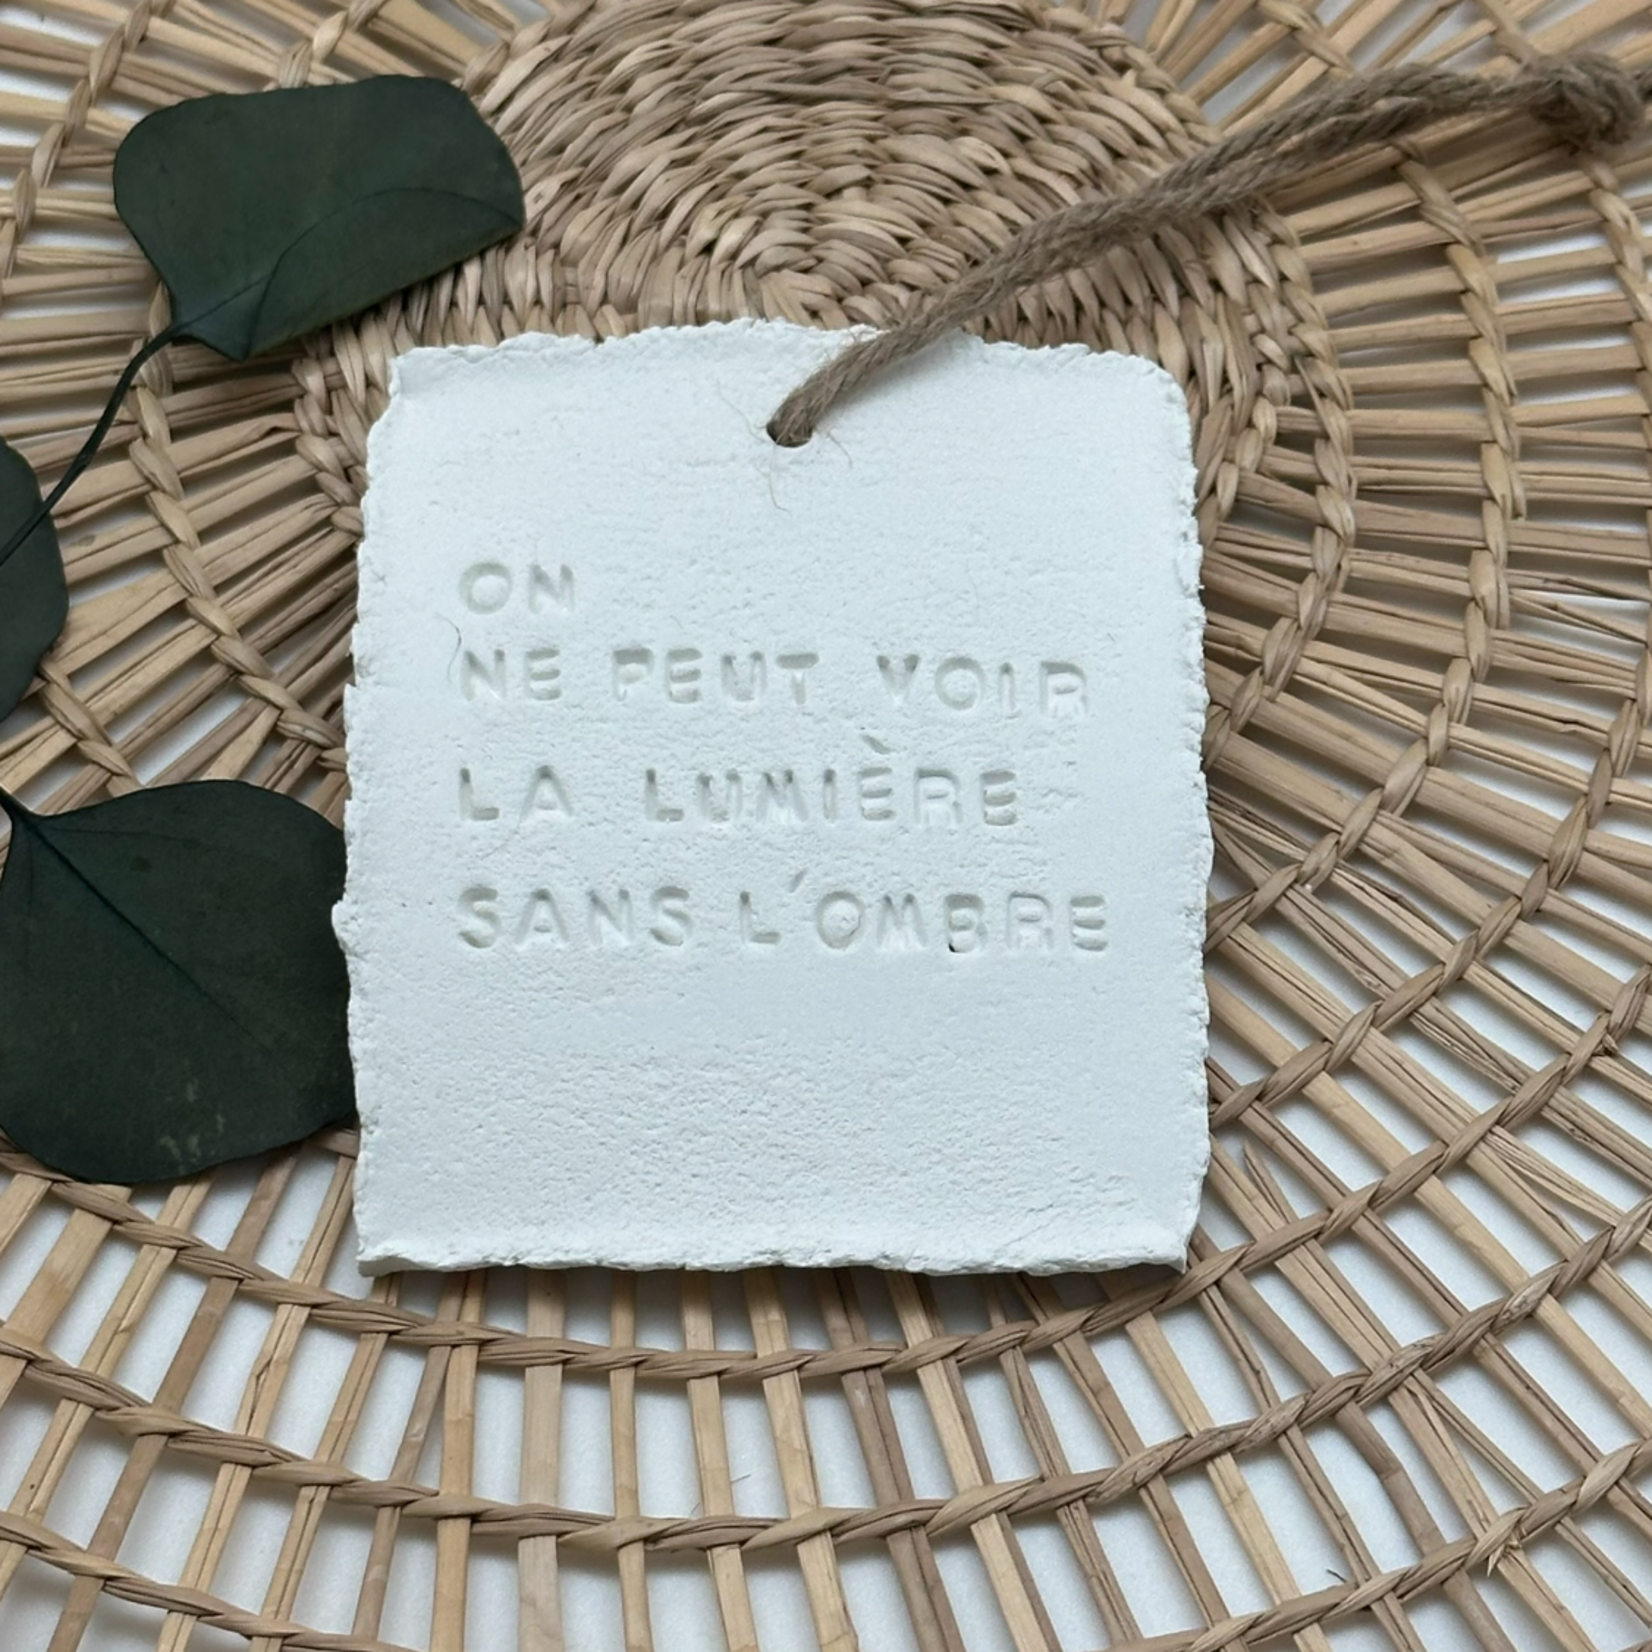 ON
NE PEUT VOIR
LA LUMIÈRE
SANS L'OMBRE